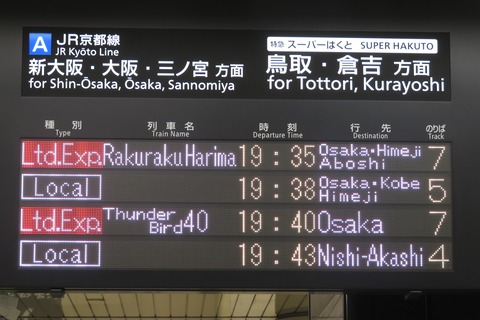 A JR京都線
JR Kyōto Line
新大阪・大阪・三ノ宮 方面
for Shin-Ōsaka, Ōsaka, Sannomiya
特急 スーパーはくと SUPER HAKUTO
鳥取・倉吉 方面
for Tottori, Kurayoshi
種別 列車名 時刻 行先 のりば
Type Train Name Departure Time Destination Track
Ltd.Exp. Rakuraku Harima 19:35 Osaka・Himeji Aboshi 7
Local 19:38 Osaka・Kobe Himeji 5
Ltd.Exp. Thunder Bird 40 19:40 Osaka 7
Local 19:43 Nishi-Akashi 4